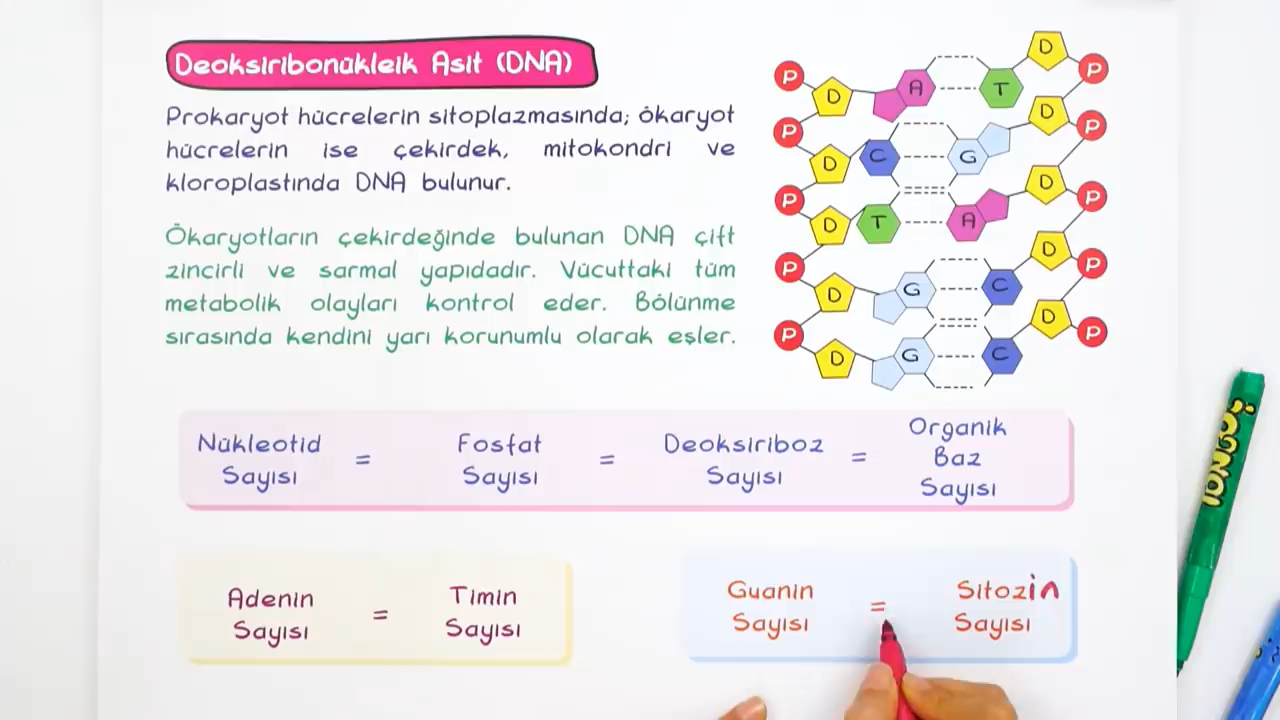 Deoksiribonükleik Asit (DNA)
Prokaryot hücrelerin sitoplazmasında; ökaryot
hücrelerin ise çekirdek, mitokondri ve
kloroplastında DNA bulunur.
Ökaryotların çekirdeğinde bulunan DNA çift
zincirli ve sarmal yapıdadır. Vücuttaki tüm
metabolik olayları kontrol eder. Bölünme
sırasında kendini yarı korunumlu olarak eşler.
P D A T D P
P D C G D P
P D T A D P
P D G C D P
P D G C D P
Nükleotid Sayısı = Fosfat Sayısı = Deoksiriboz Sayısı = Organik Baz Sayısı
Adenin Sayısı = Timin Sayısı
Guanin Sayısı = Sitozin Sayısı